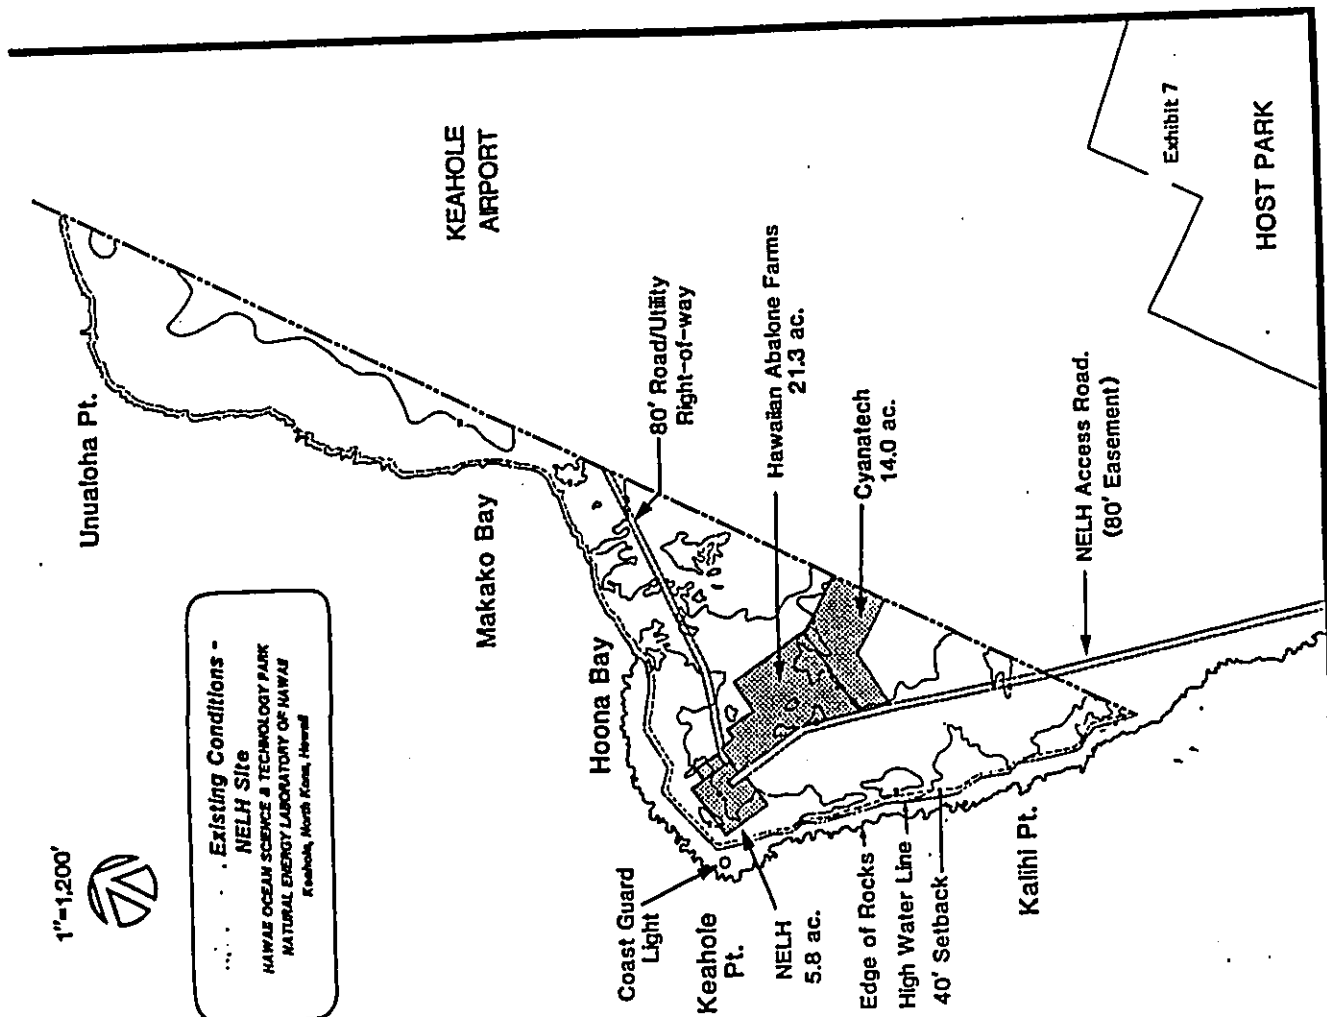 1"=1,200'
Existing Conditions -
NELH Site
HAWAII OCEAN SCIENCE & TECHNOLOGY PARK
NATURAL ENERGY LABORATORY OF HAWAII
Keahole, North Kona, Hawaii
Unualoha Pt.
Makako Bay
Hoona Bay
KEAHOLE
AIRPORT
80' Road/Utility
Right-of-way
Hawaiian Abalone Farms
21.3 ac.
Cyanatech
14.0 ac.
NELH Access Road.
(80' Easement)
Exhibit 7
HOST PARK
Coast Guard
Light
Keahole
Pt.
NELH
5.8 ac.
Edge of Rocks
High Water Line
40' Setback
Kalihi Pt.